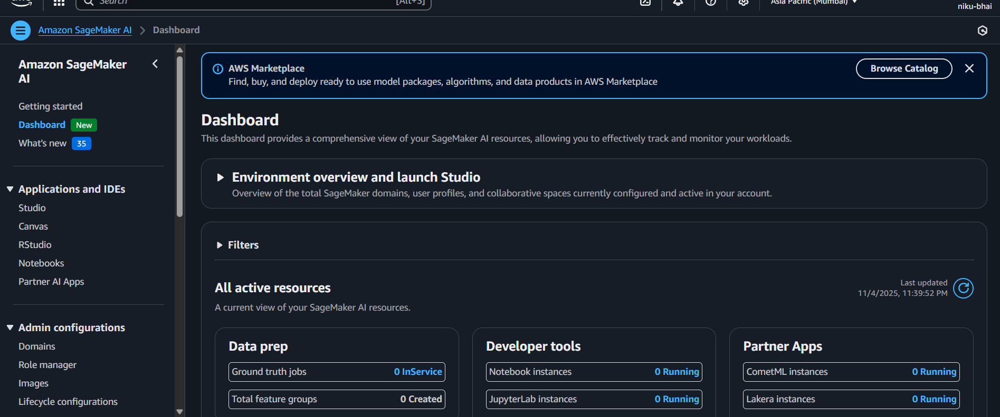 Search
[Alt+S]
Asia Pacific (Mumbai)
niku-bhai
Amazon SageMaker AI
Dashboard
Amazon SageMaker AI
Getting started
Dashboard New
What's new 35
Applications and IDEs
Studio
Canvas
RStudio
Notebooks
Partner AI Apps
Admin configurations
Domains
Role manager
Images
Lifecycle configurations
AWS Marketplace
Find, buy, and deploy ready to use model packages, algorithms, and data products in AWS Marketplace
Browse Catalog
Dashboard
This dashboard provides a comprehensive view of your SageMaker AI resources, allowing you to effectively track and monitor your workloads.
Environment overview and launch Studio
Overview of the total SageMaker domains, user profiles, and collaborative spaces currently configured and active in your account.
Filters
All active resources
A current view of your SageMaker AI resources.
Last updated
11/4/2025, 11:39:52 PM
Data prep
Ground truth jobs 0 InService
Total feature groups 0 Created
Developer tools
Notebook instances 0 Running
JupyterLab instances 0 Running
Partner Apps
CometML instances 0 Running
Lakera instances 0 Running